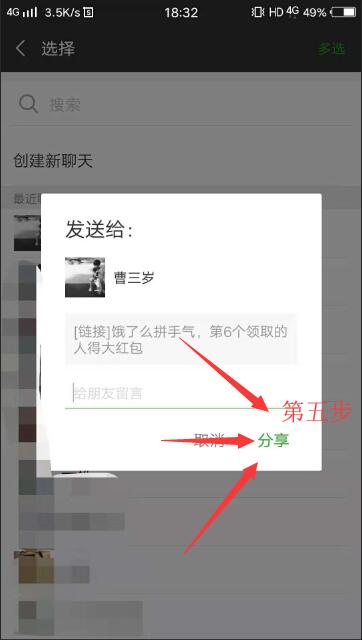 4G 3.5K/s S 18:32 HD 4G 49%
选择 多选
搜索
创建新聊天
最近
发送给：
曹三岁
[链接]饿了么拼手气，第6个领取的
人得大红包
给朋友留言
第五步
取消 分享